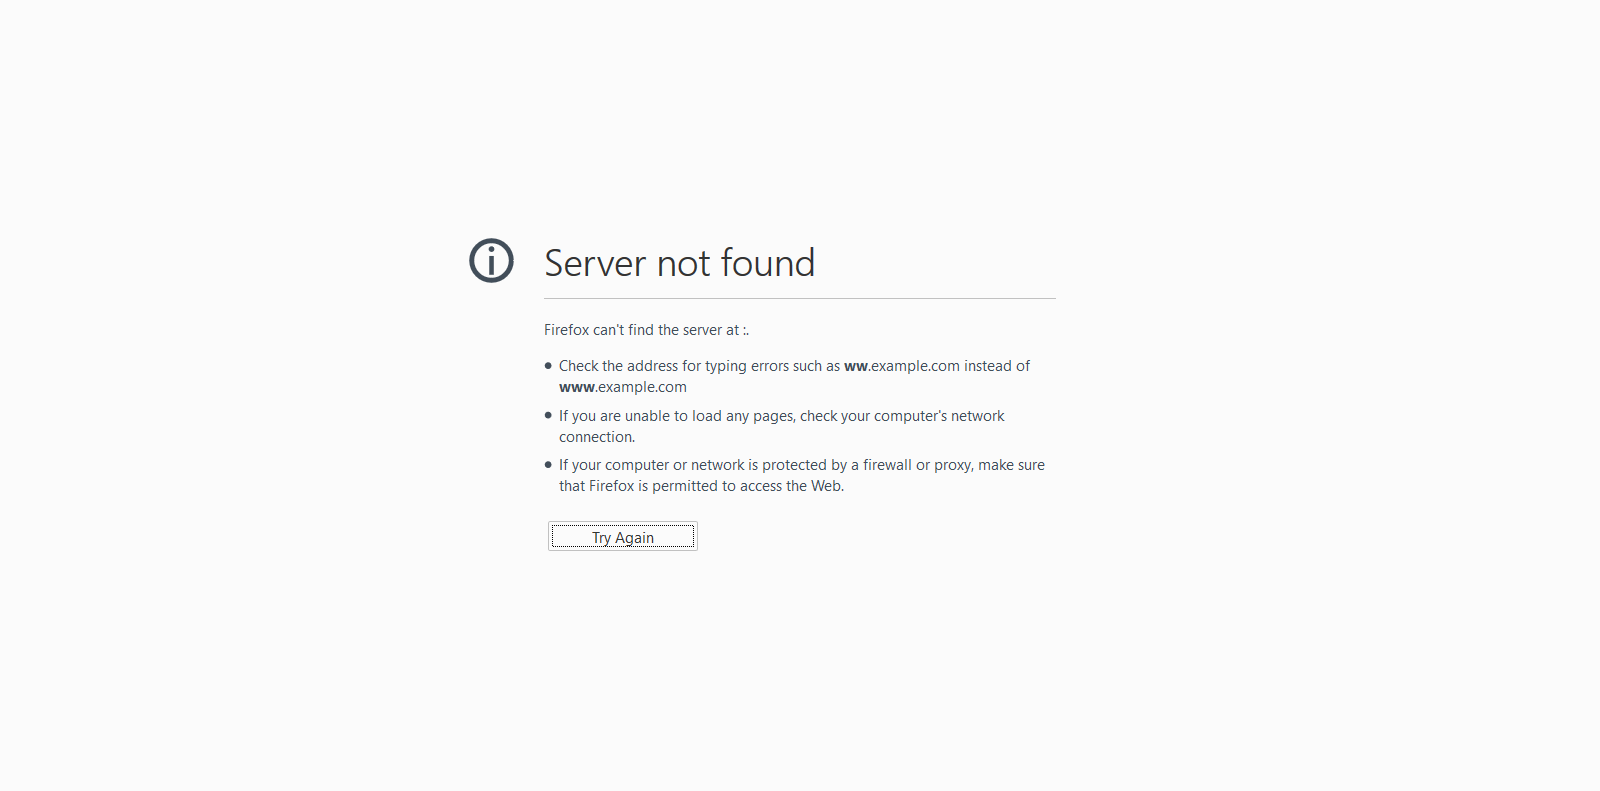 Server not found
Firefox can't find the server at :.
Check the address for typing errors such as ww.example.com instead of
www.example.com
If you are unable to load any pages, check your computer's network
connection.
If your computer or network is protected by a firewall or proxy, make sure
that Firefox is permitted to access the Web.
Try Again